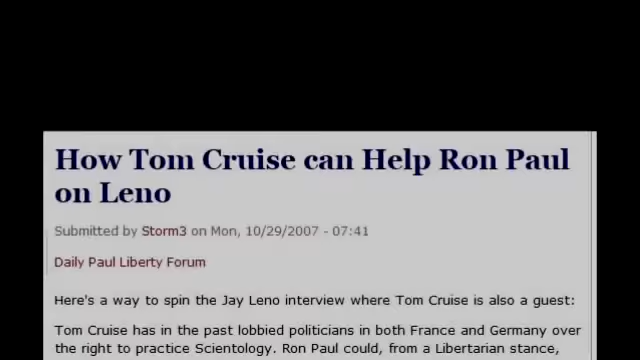 How Tom Cruise can Help Ron Paul
on Leno
Submitted by Storm3 on Mon, 10/29/2007 - 07:41
Daily Paul Liberty Forum
Here's a way to spin the Jay Leno interview where Tom Cruise is also a guest:
Tom Cruise has in the past lobbied politicians in both France and Germany over
the right to practice Scientology. Ron Paul could, from a Libertarian stance,